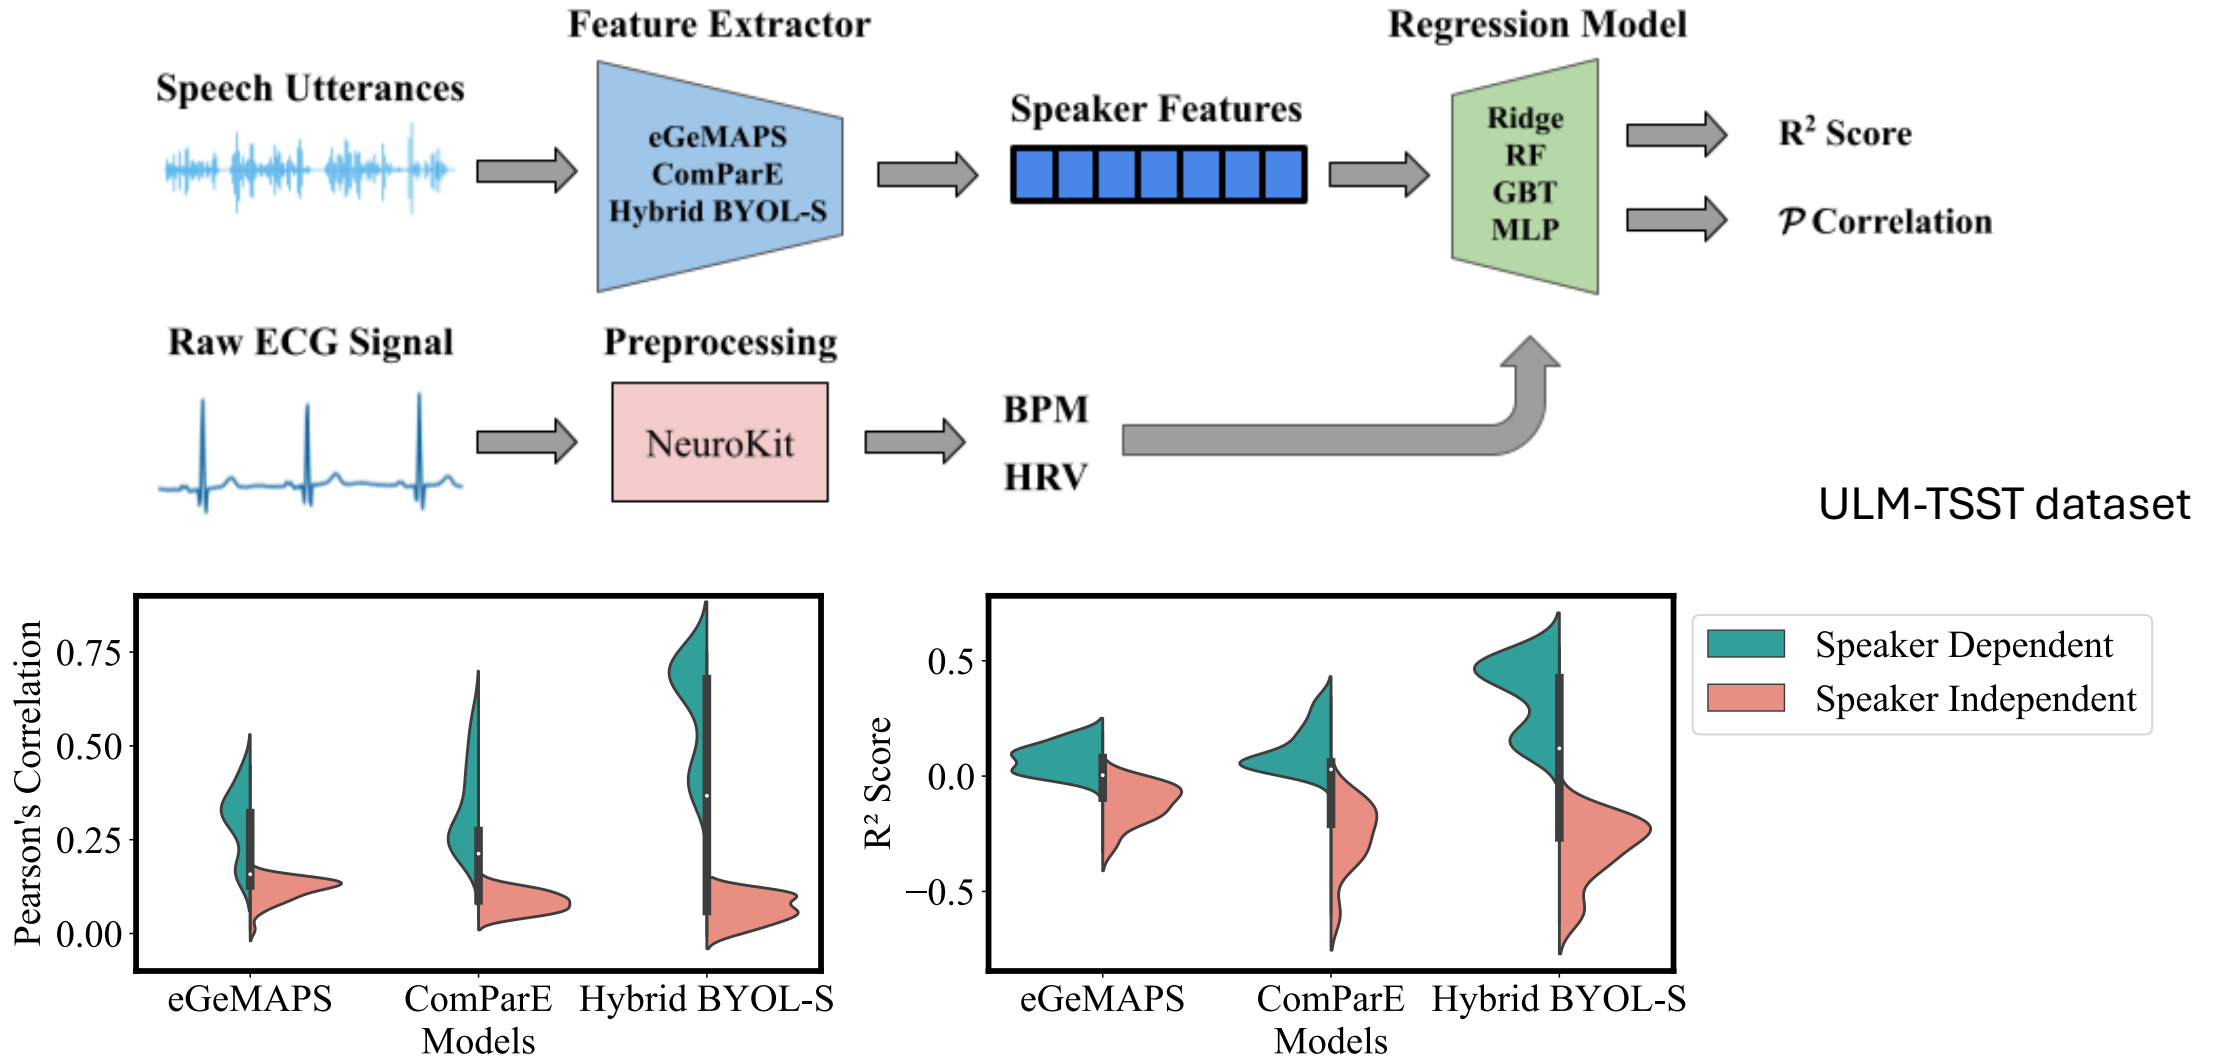 Feature Extractor
Regression Model
Speech Utterances
eGeMAPS
ComParE
Hybrid BYOL-S
Speaker Features
Ridge
RF
GBT
MLP
R² Score
𝒫 Correlation
Raw ECG Signal
Preprocessing
NeuroKit
BPM
HRV
ULM-TSST dataset
Pearson's Correlation
0.75
0.50
0.25
0.00
eGeMAPS
ComParE
Hybrid BYOL-S
Models
R² Score
0.5
0.0
−0.5
eGeMAPS
ComParE
Hybrid BYOL-S
Models
Speaker Dependent
Speaker Independent